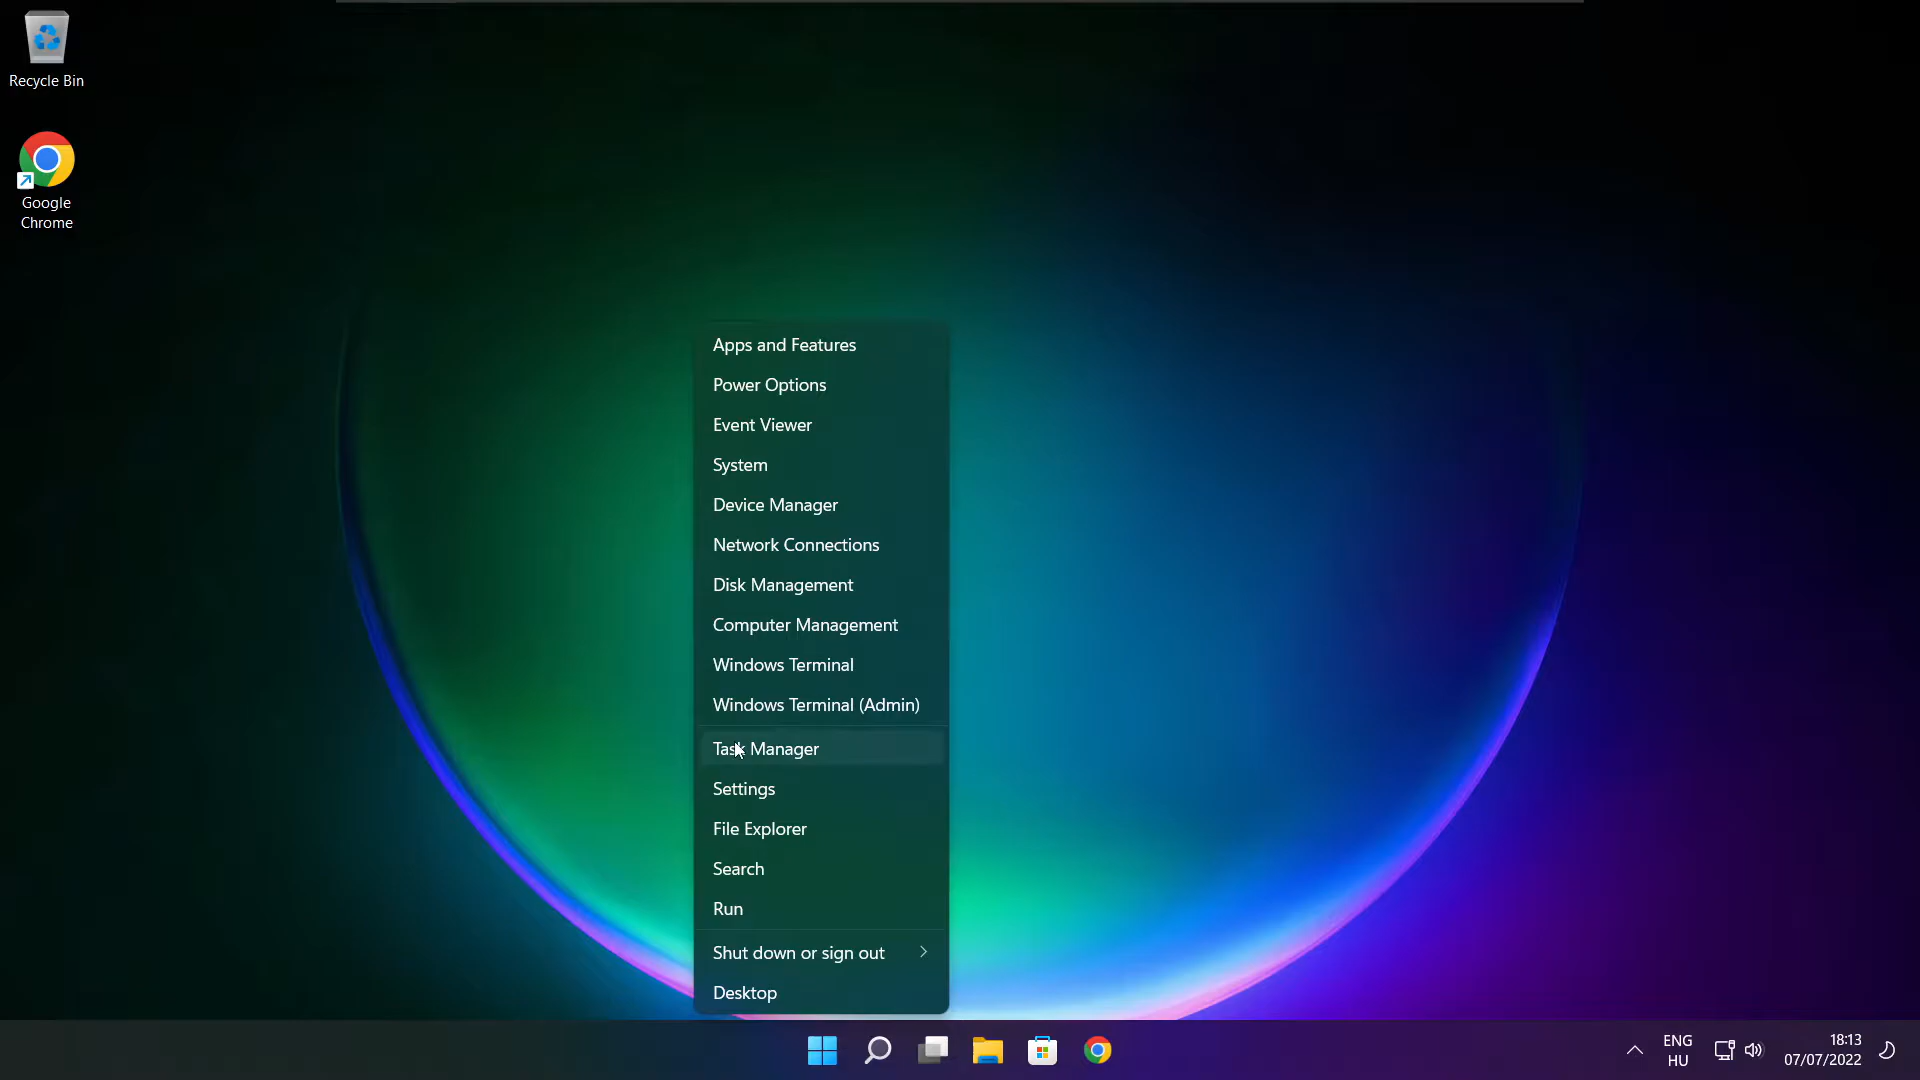 Recycle Bin
Google
Chrome
Apps and Features
Power Options
Event Viewer
System
Device Manager
Network Connections
Disk Management
Computer Management
Windows Terminal
Windows Terminal (Admin)
Task Manager
Settings
File Explorer
Search
Run
Shut down or sign out
Desktop
ENG
HU
18:13
07/07/2022